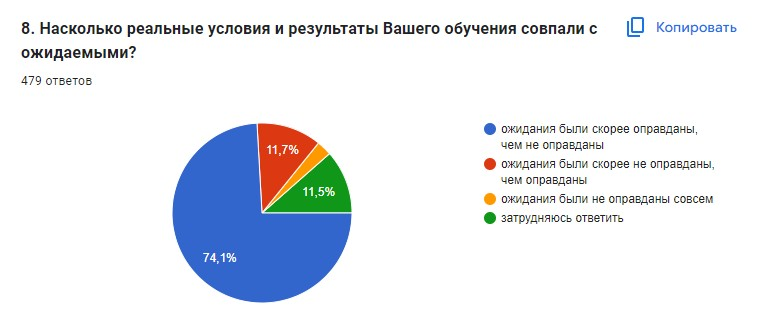 8. Насколько реальные условия и результаты Вашего обучения совпали с
ожидаемыми?
Копировать
479 ответов
11,7%
11,5%
74,1%
ожидания были скорее оправданы,
чем не оправданы
ожидания были скорее не оправданы,
чем оправданы
ожидания были не оправданы совсем
затрудняюсь ответить